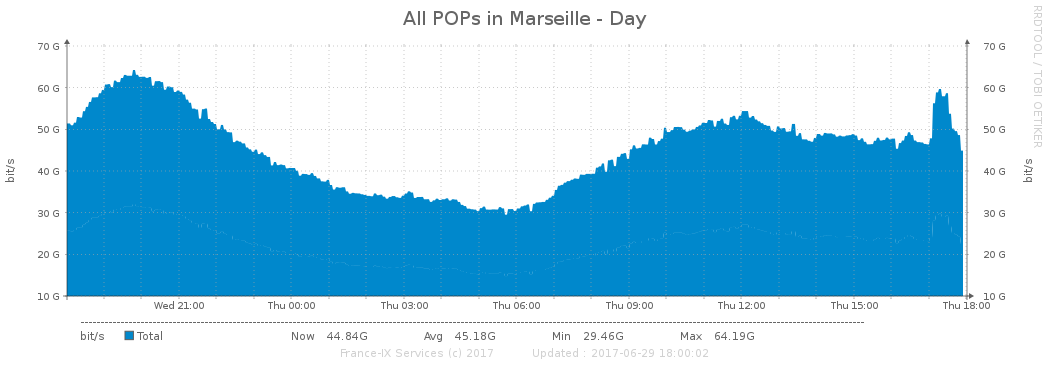 All POPs in Marseille - Day
RRDTOOL / TOBI OETIKER
bit/s
70 G 70 G
60 G 60 G
50 G 50 G
40 G 40 G
30 G 30 G
20 G 20 G
10 G 10 G
bit/s
Wed 21:00 Thu 00:00 Thu 03:00 Thu 06:00 Thu 09:00 Thu 12:00 Thu 15:00 Thu 18:00
bit/s Total Now 44.84G Avg 45.18G Min 29.46G Max 64.19G
France-IX Services (c) 2017 Updated : 2017-06-29 18:00:02